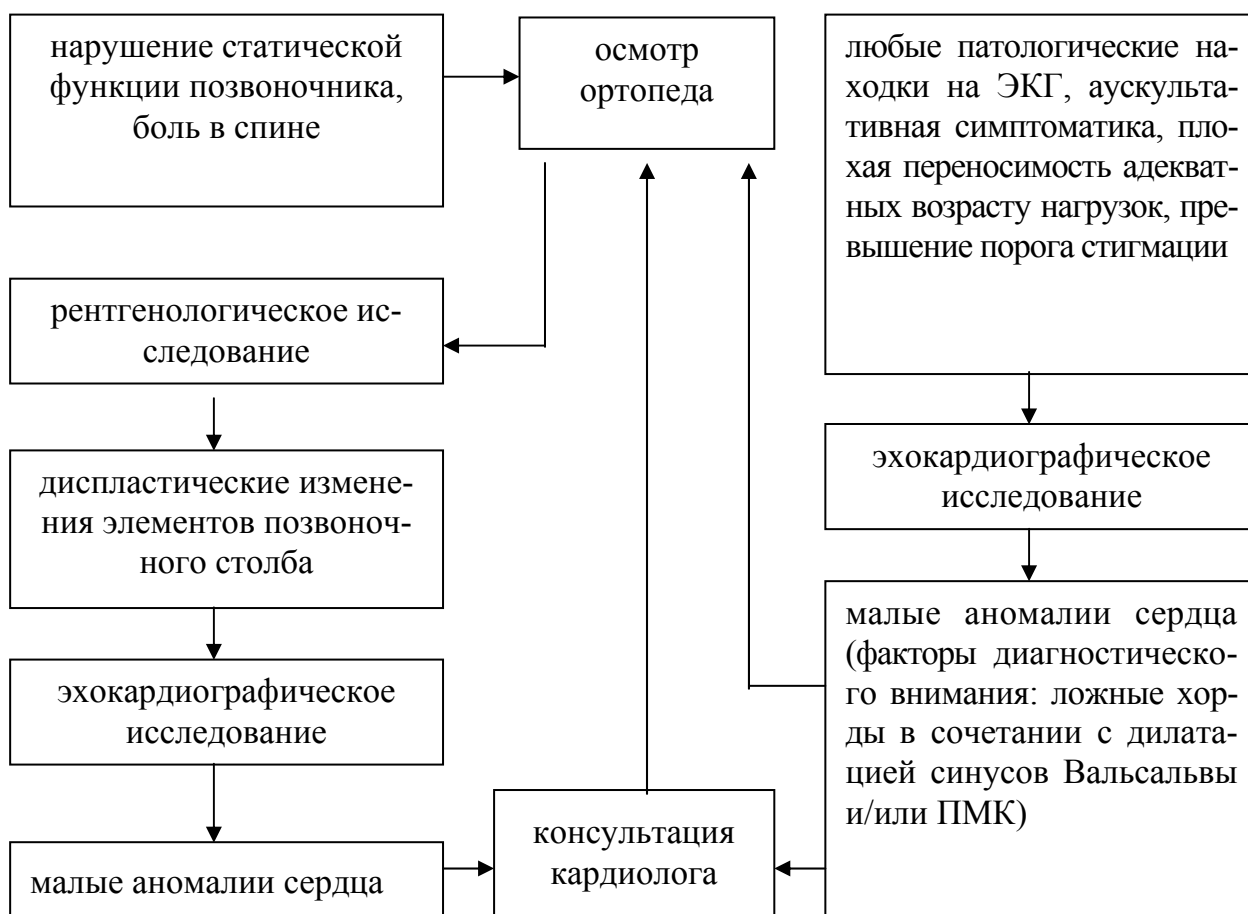 нарушение статической
функции позвоночника,
боль в спине
осмотр
ортопеда
любые патологические на-
ходки на ЭКГ, аускульта-
тивная симптоматика, пло-
хая переносимость адекват-
ных возрасту нагрузок, пре-
вышение порога стигмации
рентгенологическое ис-
следование
диспластические измене-
ния элементов позвоноч-
ного столба
эхокардиографическое
исследование
малые аномалии сердца
консультация
кардиолога
эхокардиографическое
исследование
малые аномалии сердца
(факторы диагностическо-
го внимания: ложные хор-
ды в сочетании с дилата-
цией синусов Вальсальвы
и/или ПМК)